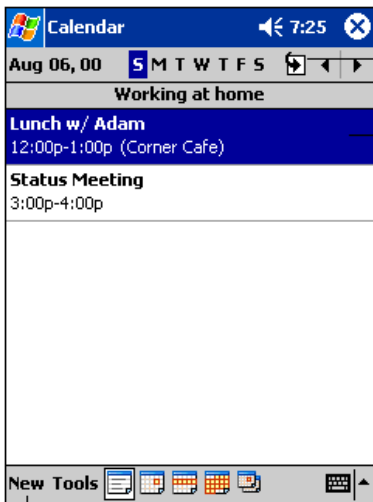 Calendar 7:25
Aug 06, 00 S M T W T F S
Working at home
Lunch w/ Adam
12:00p-1:00p (Corner Cafe)
Status Meeting
3:00p-4:00p
New Tools